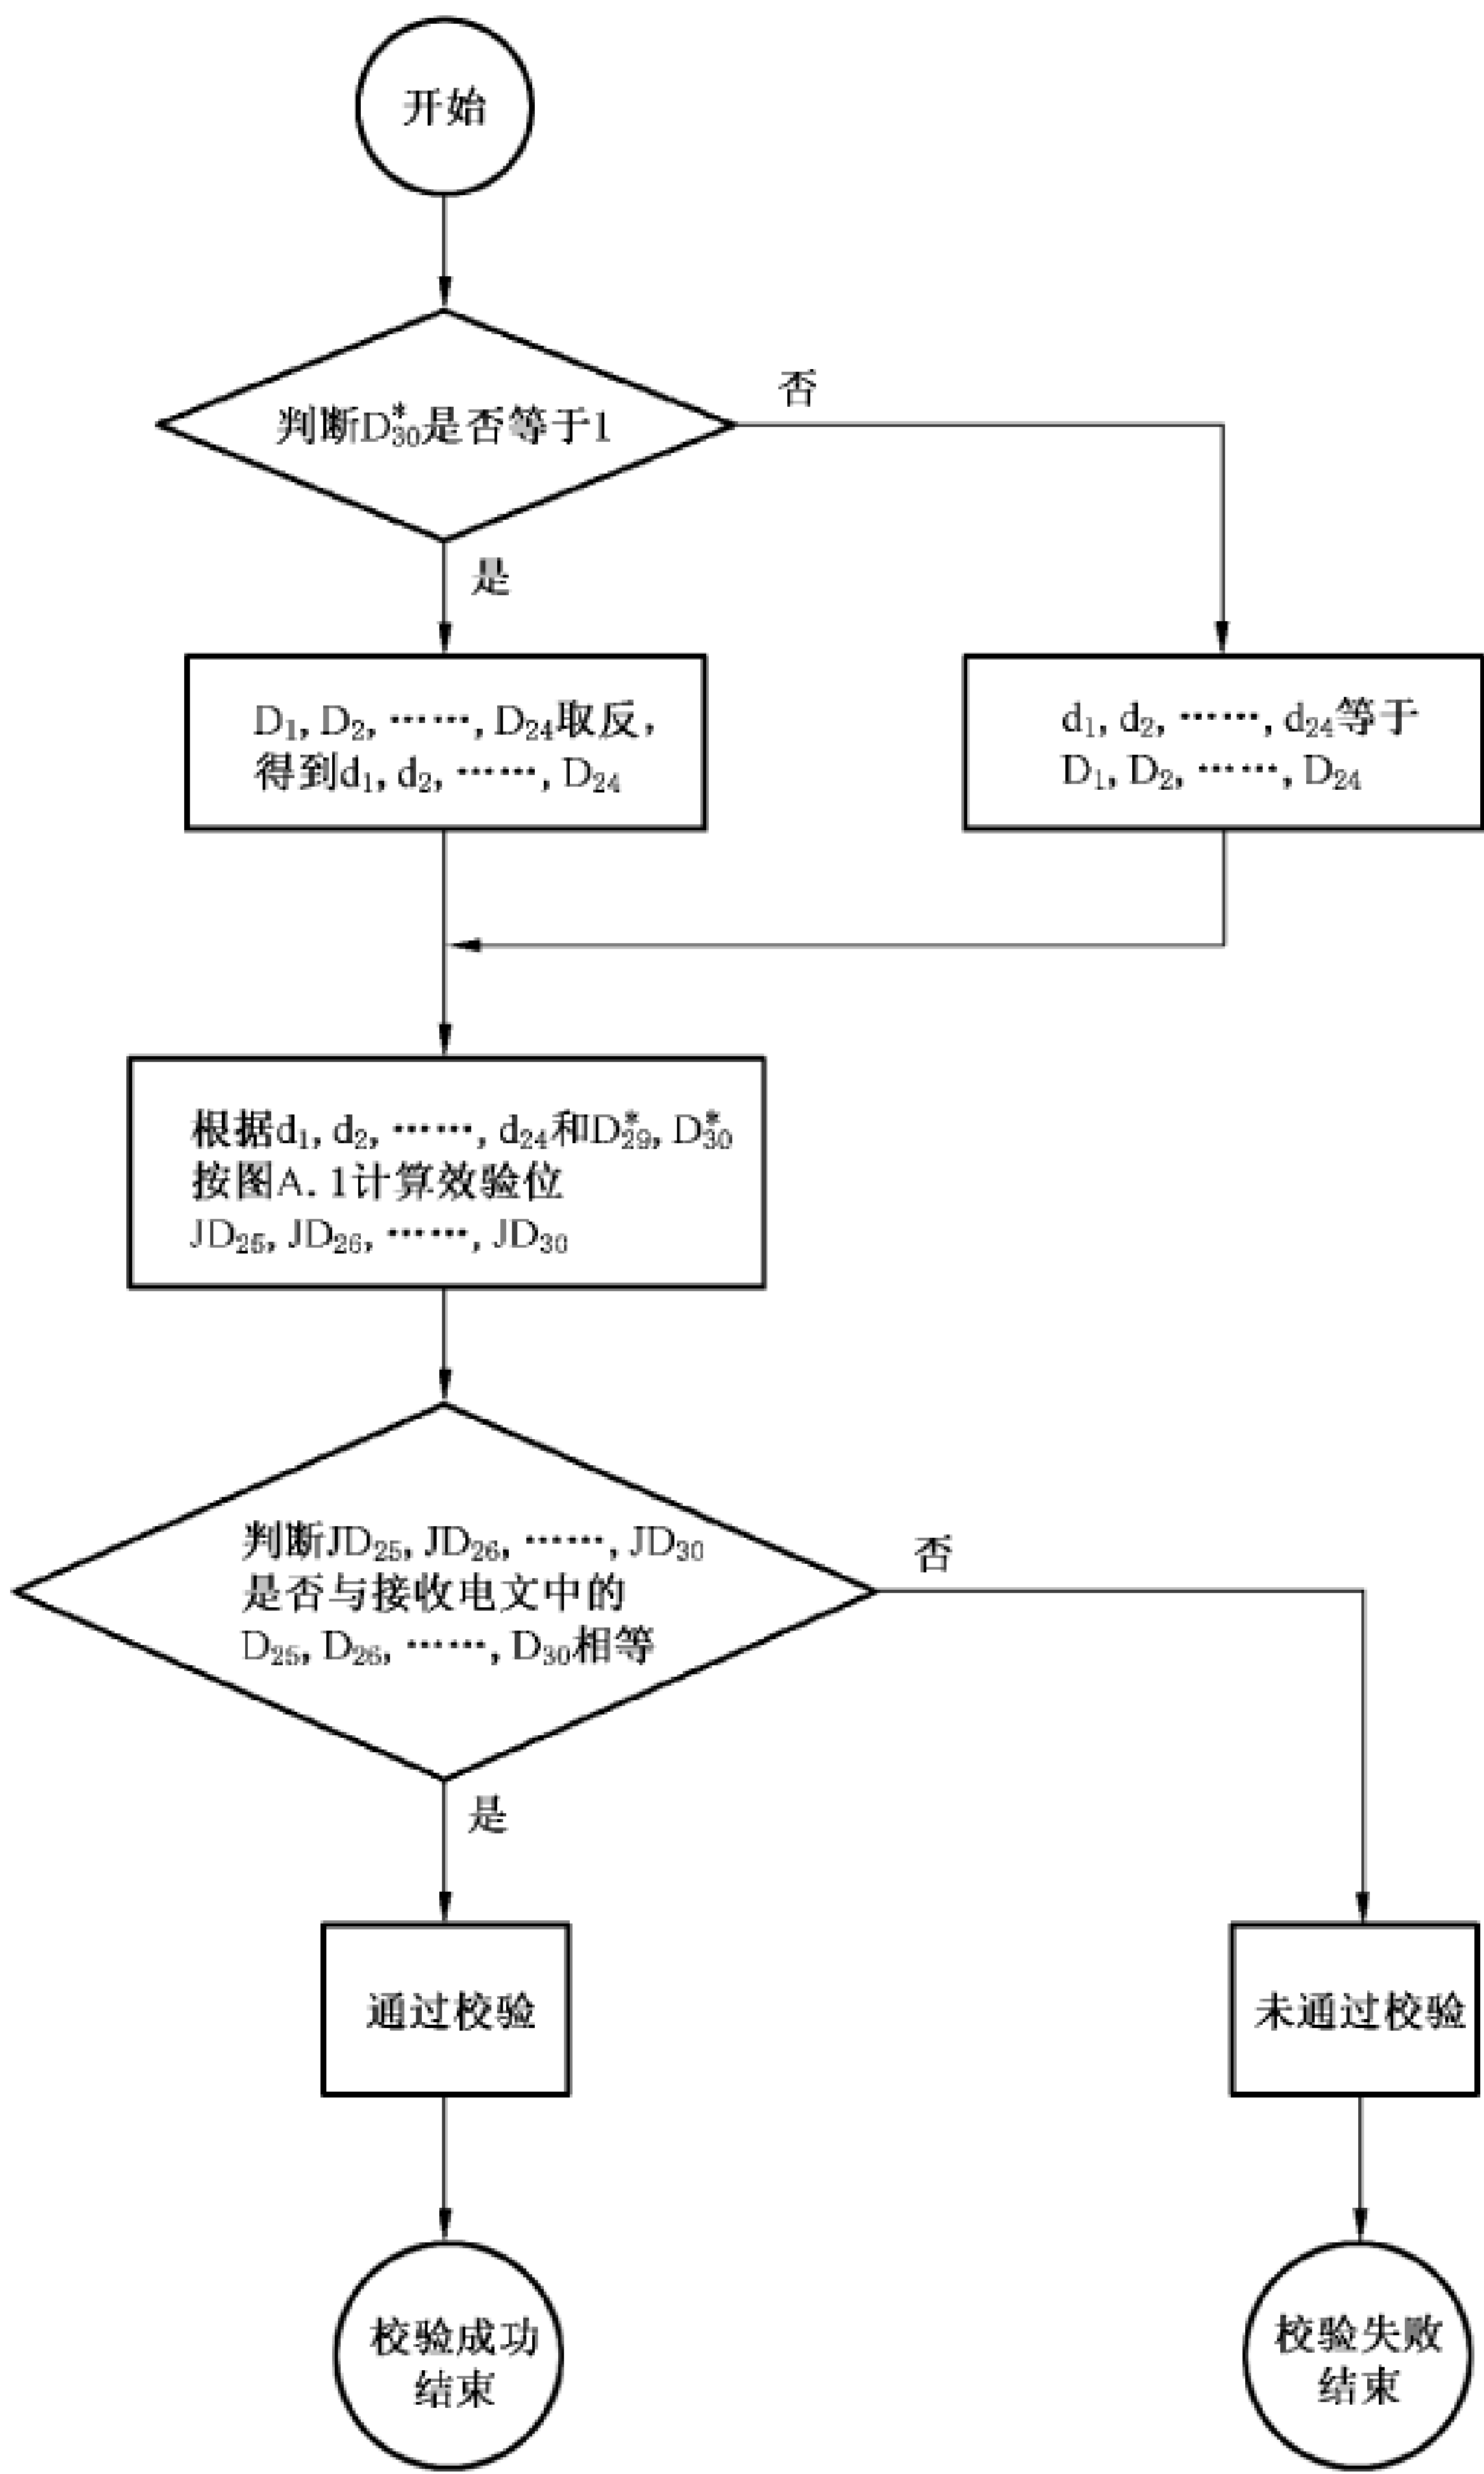 开始
判断D*30是否等于1
否
是
D1, D2, ……, D24取反，
得到d1, d2, ……, D24
d1, d2, ……, d24等于
D1, D2, ……, D24
根据d1, d2, ……, d24和D*29, D*30
按图A. 1计算效验位
JD25, JD26, ……, JD30
判断JD25, JD26, ……, JD30
是否与接收电文中的
D25, D26, ……, D30相等
否
是
通过校验
未通过校验
校验成功
结束
校验失败
结束